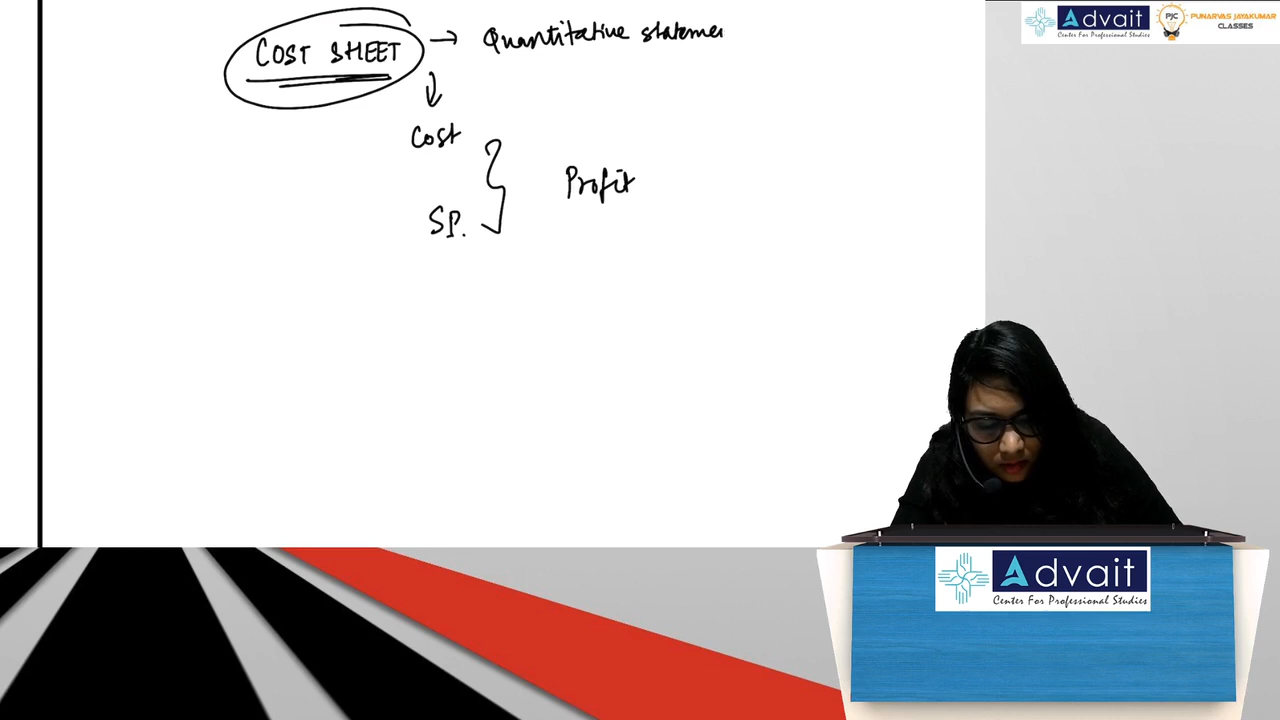 COST SHEET → Quantitative statemen
↓
Cost
Profit
SP.
Advait
Center For Professional Studies
PJC
PUNARVAS JAYAKUMAR
CLASSES
Advait
Center For Professional Studies